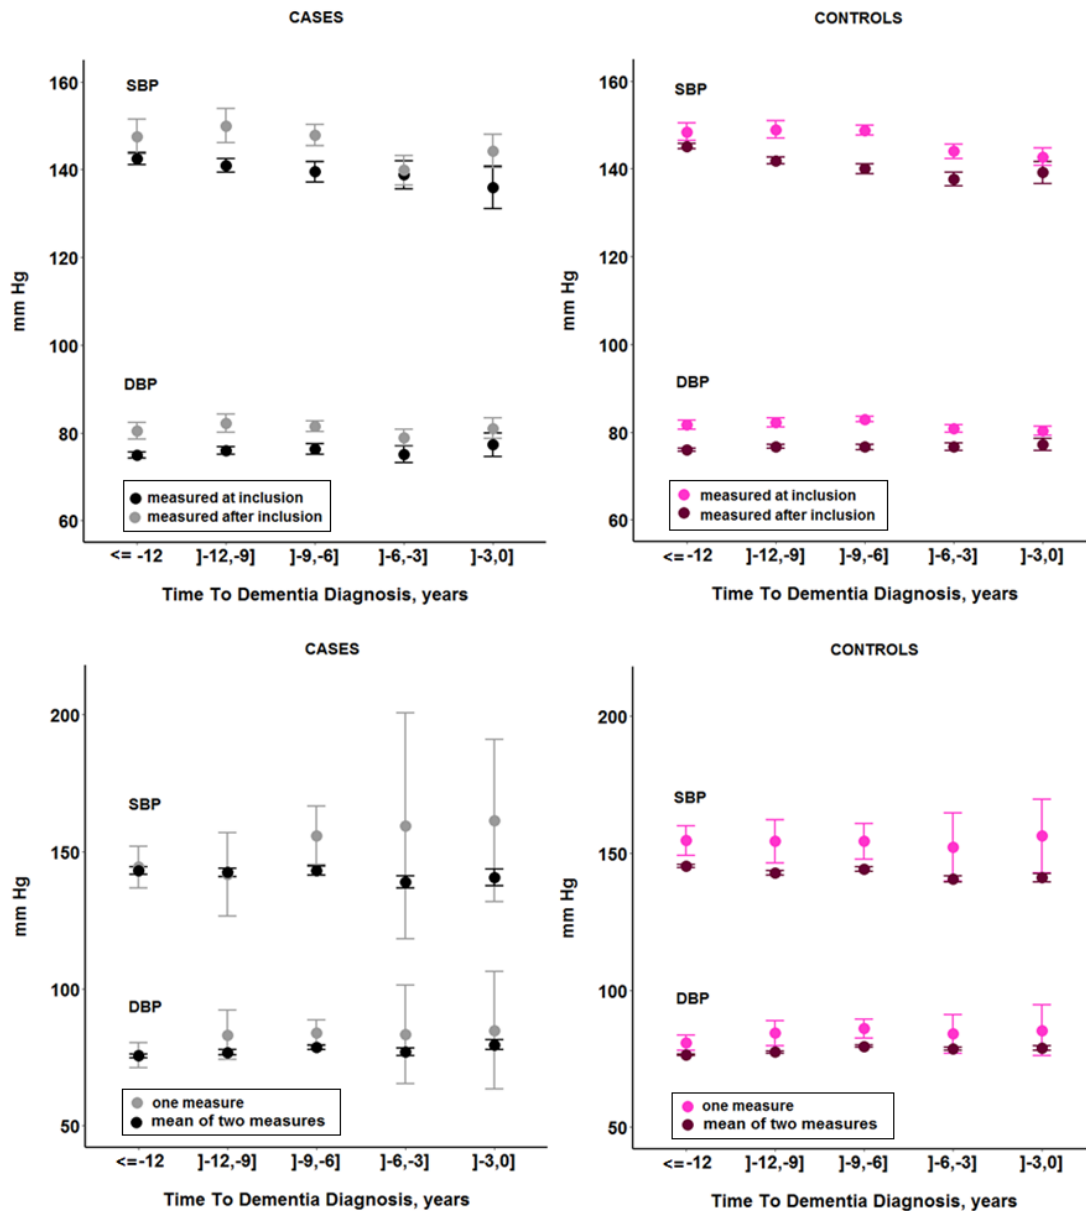 CASES
160
SBP
140
120
mm Hg
100
DBP
80
measured at inclusion
measured after inclusion
60
<= -12 ]-12,-9] ]-9,-6] ]-6,-3] ]-3,0]
Time To Dementia Diagnosis, years
CONTROLS
160
SBP
140
120
mm Hg
100
DBP
80
measured at inclusion
measured after inclusion
60
<= -12 ]-12,-9] ]-9,-6] ]-6,-3] ]-3,0]
Time To Dementia Diagnosis, years
CASES
200
SBP
150
mm Hg
100
DBP
one measure
mean of two measures
50
<=-12 ]-12,-9] ]-9,-6] ]-6,-3] ]-3,0]
Time To Dementia Diagnosis, years
CONTROLS
200
SBP
150
mm Hg
100
DBP
one measure
mean of two measures
50
<=-12 ]-12,-9] ]-9,-6] ]-6,-3] ]-3,0]
Time To Dementia Diagnosis, years